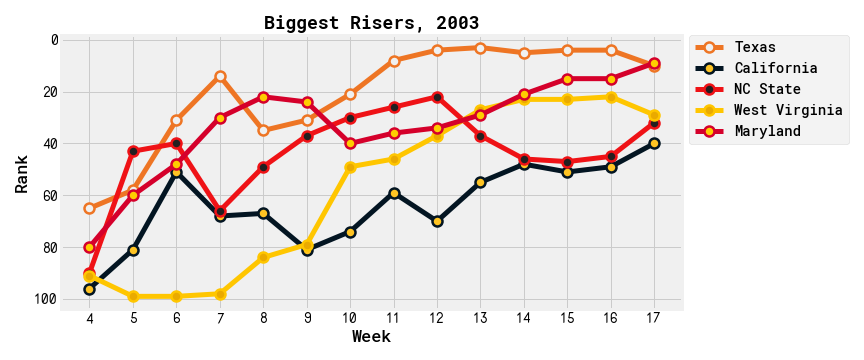 Biggest Risers, 2003
Rank
0
20
40
60
80
100
4 5 6 7 8 9 10 11 12 13 14 15 16 17
Week
Texas
California
NC State
West Virginia
Maryland